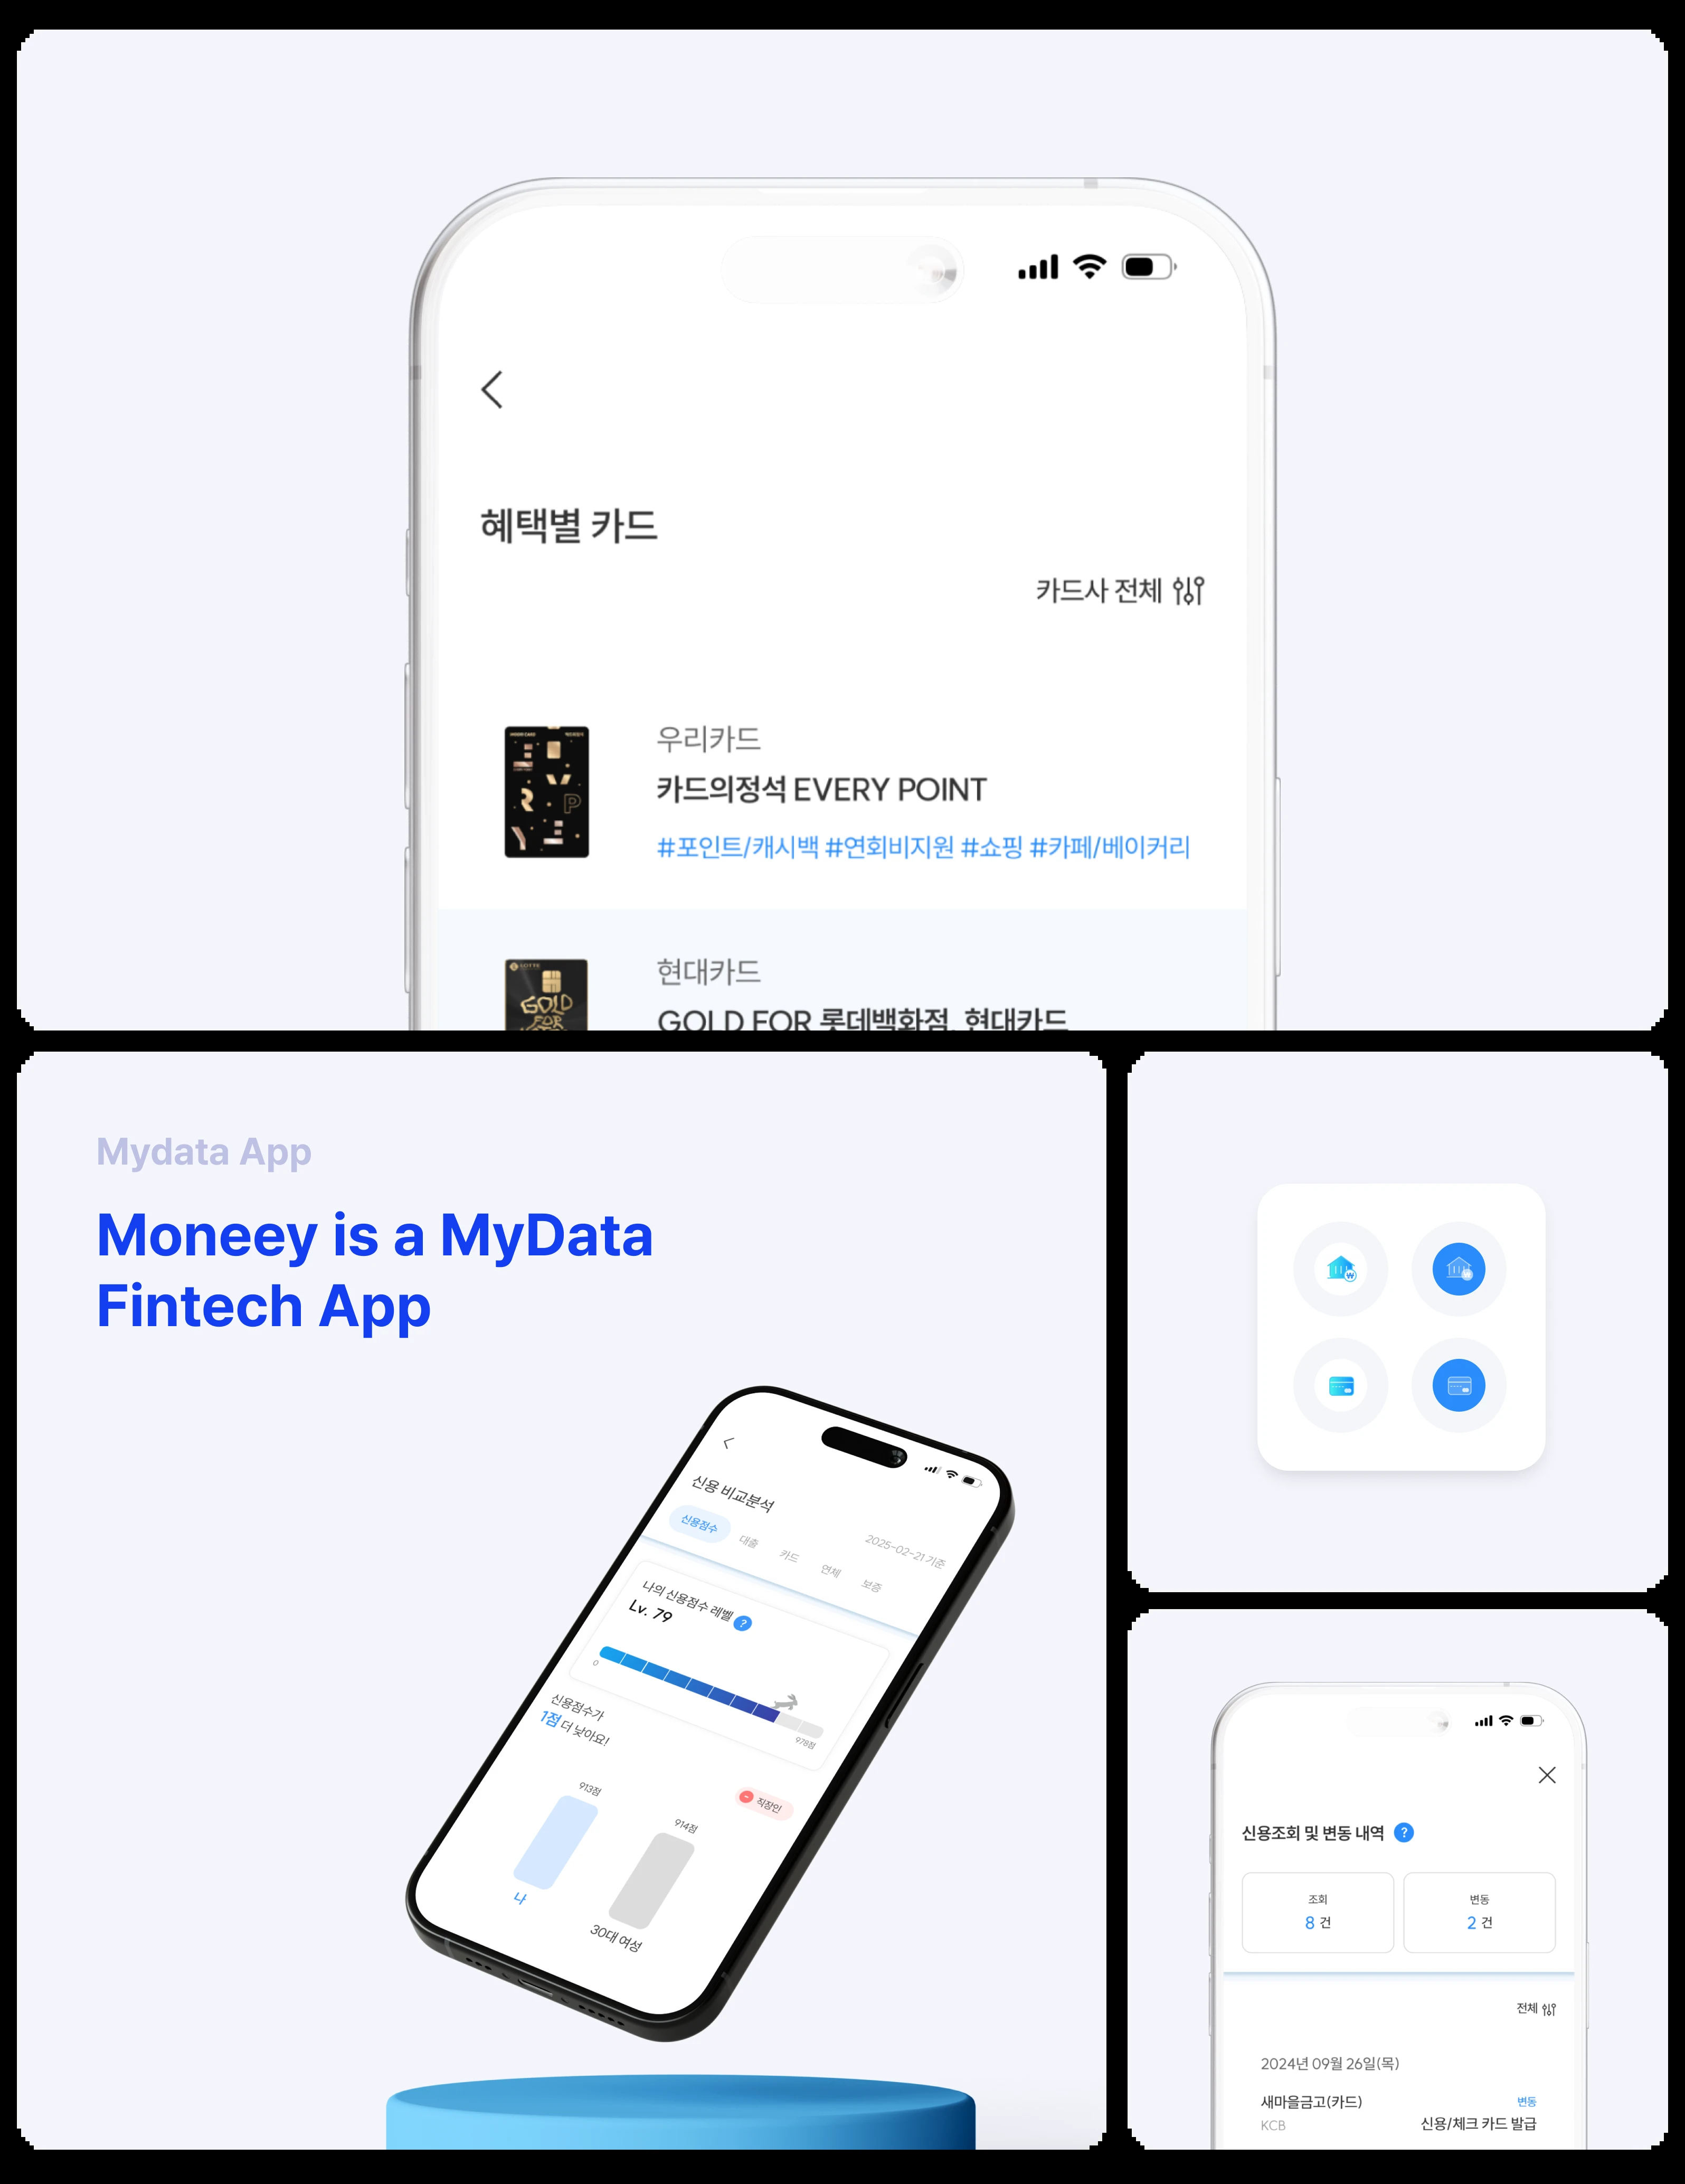 혜택별 카드
카드사 전체
우리카드
카드의정석 EVERY POINT
#포인트/캐시백 #연회비지원 #쇼핑 #카페/베이커리
현대카드
GOLD FOR 롯데백화점, 현대카드
GOLD
FOR
Mydata App
Moneey is a MyData
Fintech App
신용 비교분석
2025-02-21 기준
신용점수 대출 카드 연체 보증
나의 신용점수 레벨 ?
Lv. 79
0
978점
신용점수가
1점 더 낮아요!
직장인
913점
914점
나
30대 여성
신용조회 및 변동 내역 ?
조회
8 건
변동
2 건
전체
2024년 09월 26일(목)
새마을금고(카드) 변동
KCB 신용/체크 카드 발급